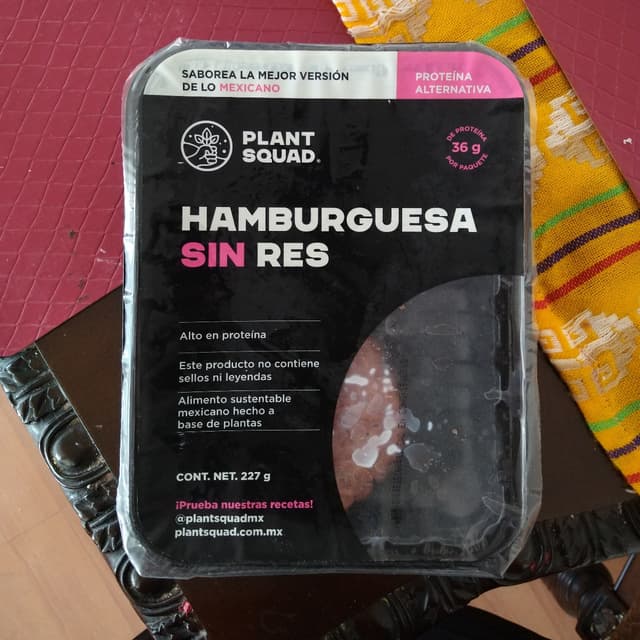 SABOREA LA MEJOR VERSIÓN
DE LO MEXICANO
PROTEÍNA
ALTERNATIVA
PLANT
SQUAD®
DE PROTEÍNA
36 g
POR PAQUETE
HAMBURGUESA
SIN RES
Alto en proteína
Este producto no contiene
sellos ni leyendas
Alimento sustentable
mexicano hecho a
base de plantas
CONT. NET. 227 g
¡Prueba nuestras recetas!
@plantsquadmx
plantsquad.com.mx